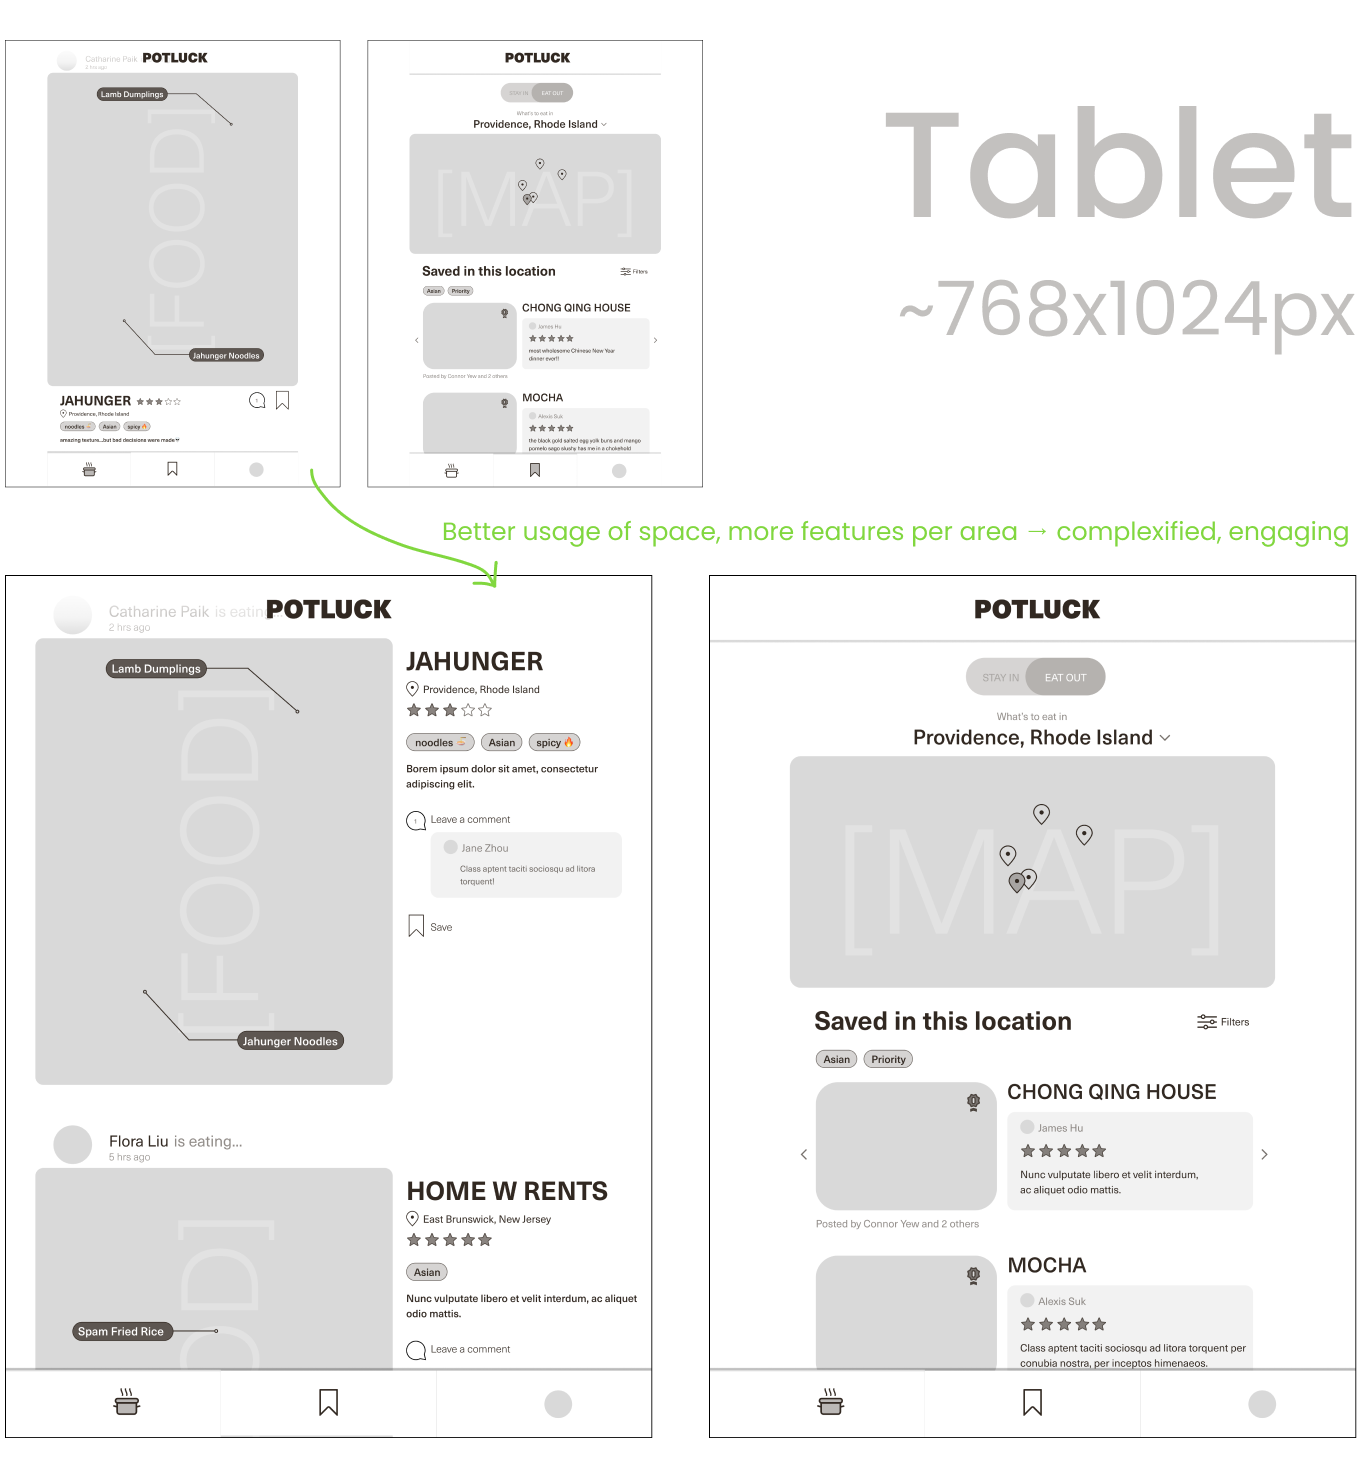 Catharine Paik
2 hrs ago
POTLUCK
Lamb Dumplings
[FOOD]
Jahunger Noodles
JAHUNGER
1
Providence, Rhode Island
noodles 🍜 Asian spicy 🔥
amazing texture...but bad decisions were made
POTLUCK
STAY IN EAT OUT
What's to eat in
Providence, Rhode Island
[MAP]
Saved in this location
Filters
Asian Priority
CHONG QING HOUSE
James Hu
most wholesome Chinese New Year
dinner ever!!
Posted by Connor Yew and 2 others
MOCHA
Alexis Suk
the black gold salted egg yolk buns and mango
pomelo sago slushy has me in a chokehold
Tablet
~768x1024px
Better usage of space, more features per area → complexified, engaging
Catharine Paik is eating...
2 hrs ago
POTLUCK
Lamb Dumplings
[FOOD]
Jahunger Noodles
JAHUNGER
Providence, Rhode Island
noodles 🍜 Asian spicy 🔥
Borem ipsum dolor sit amet, consectetur
adipiscing elit.
1 Leave a comment
Jane Zhou
Class aptent taciti sociosqu ad litora
torquent!
Save
Flora Liu is eating...
5 hrs ago
OD]
Spam Fried Rice
HOME W RENTS
East Brunswick, New Jersey
Asian
Nunc vulputate libero et velit interdum, ac aliquet
odio mattis.
Leave a comment
POTLUCK
STAY IN EAT OUT
What's to eat in
Providence, Rhode Island
[MAP]
Saved in this location
Filters
Asian Priority
CHONG QING HOUSE
James Hu
Nunc vulputate libero et velit interdum,
ac aliquet odio mattis.
Posted by Connor Yew and 2 others
MOCHA
Alexis Suk
Class aptent taciti sociosqu ad litora torquent per
conubia nostra, per inceptos himenaeos.